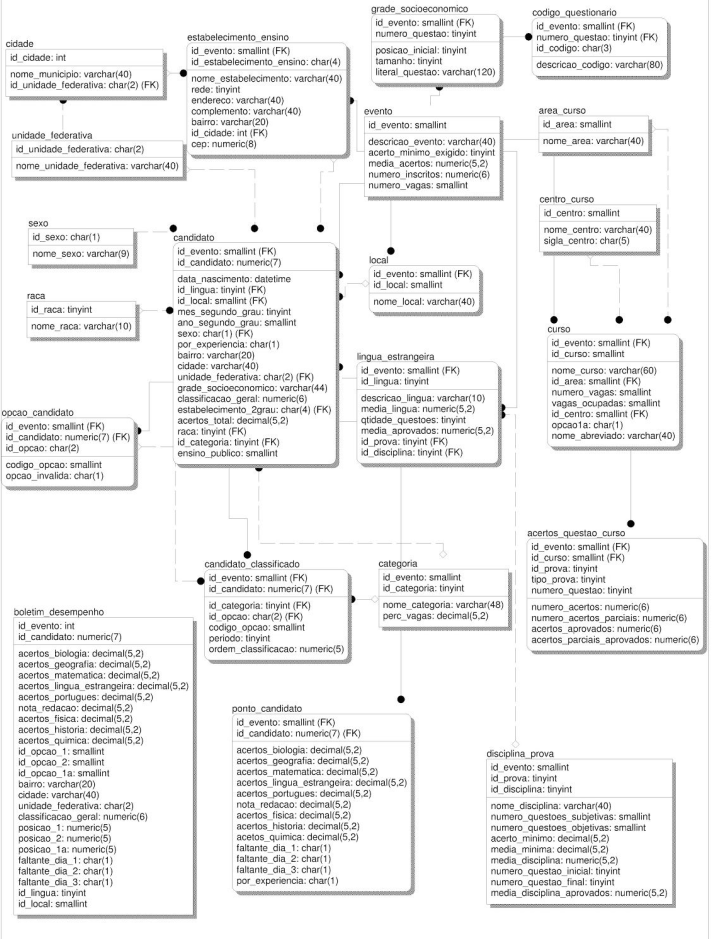 grade_socioeconomico
id_evento: smallint (FK)
numero_questao: tinyint
posicao_inicial: tinyint
tamanho: tinyint
literal_questao: varchar(120)
codigo_questionario
id_evento: smallint (FK)
numero_questao: tinyint (FK)
id_codigo: char(3)
descricao_codigo: varchar(80)
cidade
id_cidade: int
nome_municipio: varchar(40)
id_unidade_federativa: char(2) (FK)
estabelecimento_ensino
id_evento: smallint (FK)
id_estabelecimento_ensino: char(4)
nome_estabelecimento: varchar(40)
rede: tinyint
endereco: varchar(40)
complemento: varchar(40)
bairro: varchar(20)
id_cidade: int (FK)
cep: numeric(8)
evento
id_evento: smallint
descricao_evento: varchar(40)
acerto_minimo_exigido: tinyint
media_acertos: numeric(5,2)
numero_inscritos: numeric(6)
numero_vagas: smallint
area_curso
id_area: smallint
nome_area: varchar(40)
unidade_federativa
id_unidade_federativa: char(2)
nome_unidade_federativa: varchar(40)
centro_curso
id_centro: smallint
nome_centro: varchar(40)
sigla_centro: char(5)
sexo
id_sexo: char(1)
nome_sexo: varchar(9)
raca
id_raca: tinyint
nome_raca: varchar(10)
candidato
id_evento: smallint (FK)
id_candidato: numeric(7)
data_nascimento: datetime
id_lingua: tinyint (FK)
id_local: smallint (FK)
mes_segundo_grau: tinyint
ano_segundo_grau: smallint
sexo: char(1) (FK)
por_experiencia: char(1)
bairro: varchar(20)
cidade: varchar(40)
unidade_federativa: char(2) (FK)
grade_socioeconomico: varchar(44)
classificacao_geral: numeric(6)
estabelecimento_2grau: char(4) (FK)
acertos_total: decimal(5,2)
raca: tinyint (FK)
id_categoria: tinyint (FK)
ensino_publico: smallint
local
id_evento: smallint (FK)
id_local: smallint
nome_local: varchar(40)
curso
id_evento: smallint (FK)
id_curso: smallint
nome_curso: varchar(60)
id_area: smallint (FK)
numero_vagas: smallint
vagas_ocupadas: smallint
id_centro: smallint (FK)
opcao1a: char(1)
nome_abreviado: varchar(40)
lingua_estrangeira
id_evento: smallint (FK)
id_lingua: tinyint
descricao_lingua: varchar(10)
media_lingua: numeric(5,2)
qtidade_questoes: tinyint
media_aprovados: numeric(5,2)
id_prova: tinyint (FK)
id_disciplina: tinyint (FK)
opcao_candidato
id_evento: smallint (FK)
id_candidato: numeric(7) (FK)
id_opcao: char(2)
codigo_opcao: smallint
opcao_invalida: char(1)
acertos_questao_curso
id_evento: smallint (FK)
id_curso: smallint (FK)
id_prova: tinyint
tipo_prova: tinyint
numero_questao: tinyint
numero_acertos: numeric(6)
numero_acertos_parciais: numeric(6)
acertos_aprovados: numeric(6)
acertos_parciais_aprovados: numeric(6)
candidato_classificado
id_evento: smallint (FK)
id_candidato: numeric(7) (FK)
id_categoria: tinyint (FK)
id_opcao: char(2) (FK)
codigo_opcao: smallint
periodo: tinyint
ordem_classificacao: numeric(5)
categoria
id_evento: smallint
id_categoria: tinyint
nome_categoria: varchar(48)
perc_vagas: decimal(5,2)
boletim_desempenho
id_evento: int
id_candidato: numeric(7)
acertos_biologia: decimal(5,2)
acertos_geografia: decimal(5,2)
acertos_matematica: decimal(5,2)
acertos_lingua_estrangeira: decimal(5,2)
acertos_portugues: decimal(5,2)
nota_redacao: decimal(5,2)
acertos_fisica: decimal(5,2)
acertos_historia: decimal(5,2)
acertos_quimica: decimal(5,2)
id_opcao_1: smallint
id_opcao_2: smallint
id_opcao_1a: smallint
bairro: varchar(20)
cidade: varchar(40)
unidade_federativa: char(2)
classificacao_geral: numeric(6)
posicao_1: numeric(5)
posicao_2: numeric(5)
posicao_1a: numeric(5)
faltante_dia_1: char(1)
faltante_dia_2: char(1)
faltante_dia_3: char(1)
id_lingua: tinyint
id_local: smallint
ponto_candidato
id_evento: smallint (FK)
id_candidato: numeric(7) (FK)
acertos_biologia: decimal(5,2)
acertos_geografia: decimal(5,2)
acertos_matematica: decimal(5,2)
acertos_lingua_estrangeira: decimal(5,2)
acertos_portugues: decimal(5,2)
nota_redacao: decimal(5,2)
acertos_fisica: decimal(5,2)
acertos_historia: decimal(5,2)
acetos_quimica: decimal(5,2)
faltante_dia_1: char(1)
faltante_dia_2: char(1)
faltante_dia_3: char(1)
por_experiencia: char(1)
disciplina_prova
id_evento: smallint
id_prova: tinyint
id_disciplina: tinyint
nome_disciplina: varchar(40)
numero_questoes_subjetivas: smallint
numero_questoes_objetivas: smallint
acerto_minimo: decimal(5,2)
media_minima: decimal(5,2)
media_disciplina: numeric(5,2)
numero_questao_inicial: tinyint
numero_questao_final: tinyint
media_disciplina_aprovados: numeric(5,2)